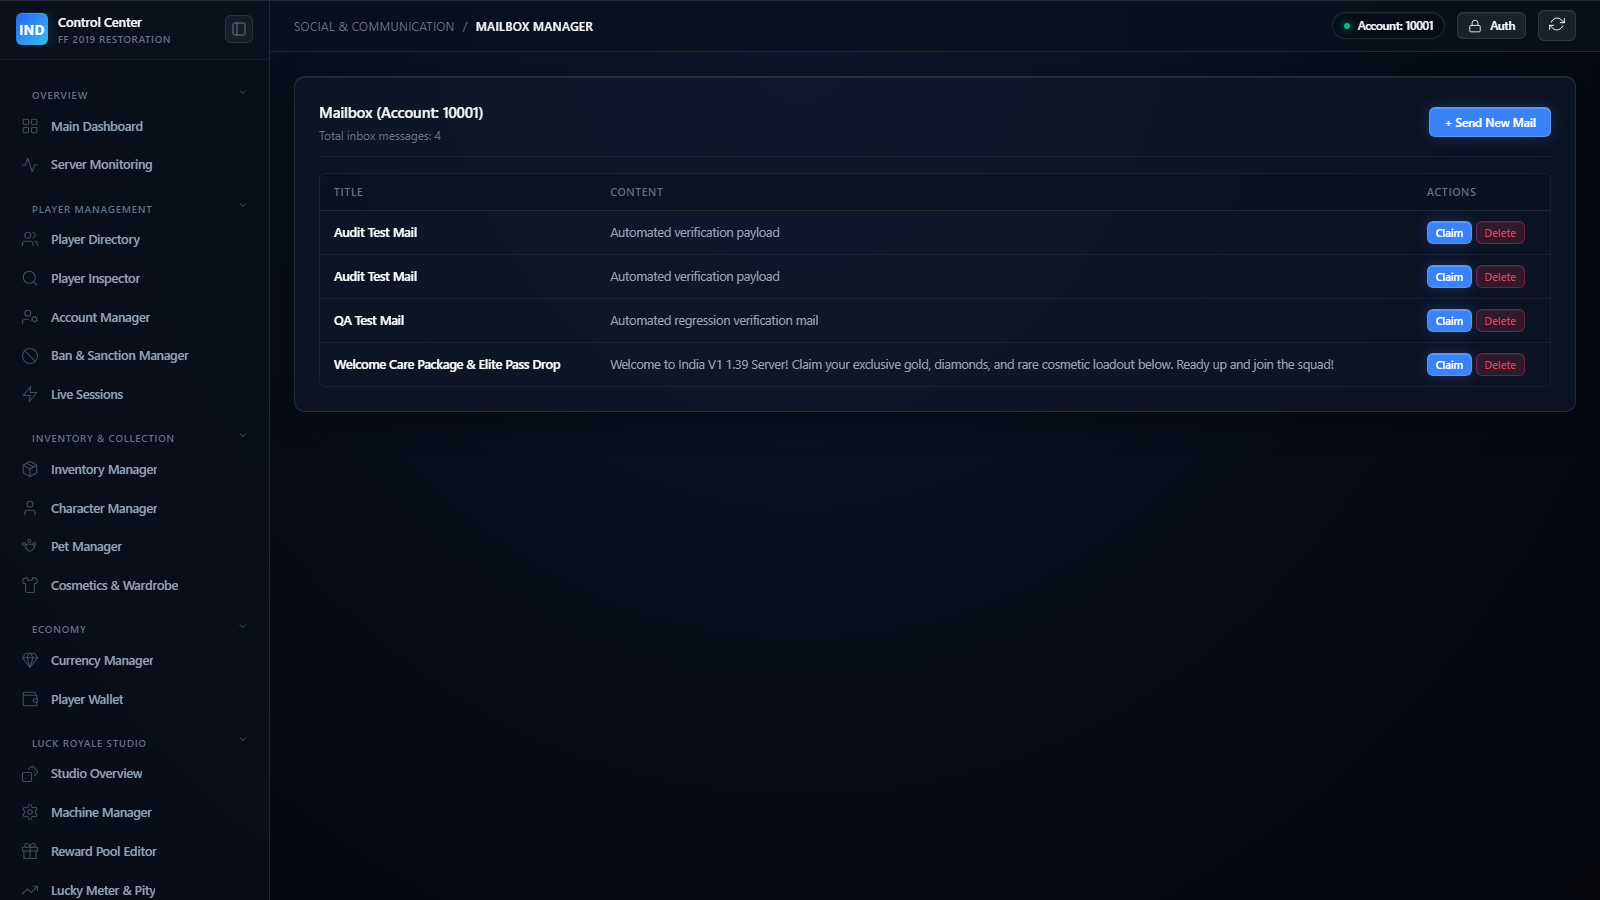 IND
Control Center
FF 2019 RESTORATION
OVERVIEW
Main Dashboard
Server Monitoring
PLAYER MANAGEMENT
Player Directory
Player Inspector
Account Manager
Ban & Sanction Manager
Live Sessions
INVENTORY & COLLECTION
Inventory Manager
Character Manager
Pet Manager
Cosmetics & Wardrobe
ECONOMY
Currency Manager
Player Wallet
LUCK ROYALE STUDIO
Studio Overview
Machine Manager
Reward Pool Editor
Lucky Meter & Pity
SOCIAL & COMMUNICATION / MAILBOX MANAGER
Account: 10001
Auth
Mailbox (Account: 10001)
Total inbox messages: 4
+ Send New Mail
TITLE CONTENT ACTIONS
Audit Test Mail Automated verification payload Claim Delete
Audit Test Mail Automated verification payload Claim Delete
QA Test Mail Automated regression verification mail Claim Delete
Welcome Care Package & Elite Pass Drop Welcome to India V1 1.39 Server! Claim your exclusive gold, diamonds, and rare cosmetic loadout below. Ready up and join the squad! Claim Delete